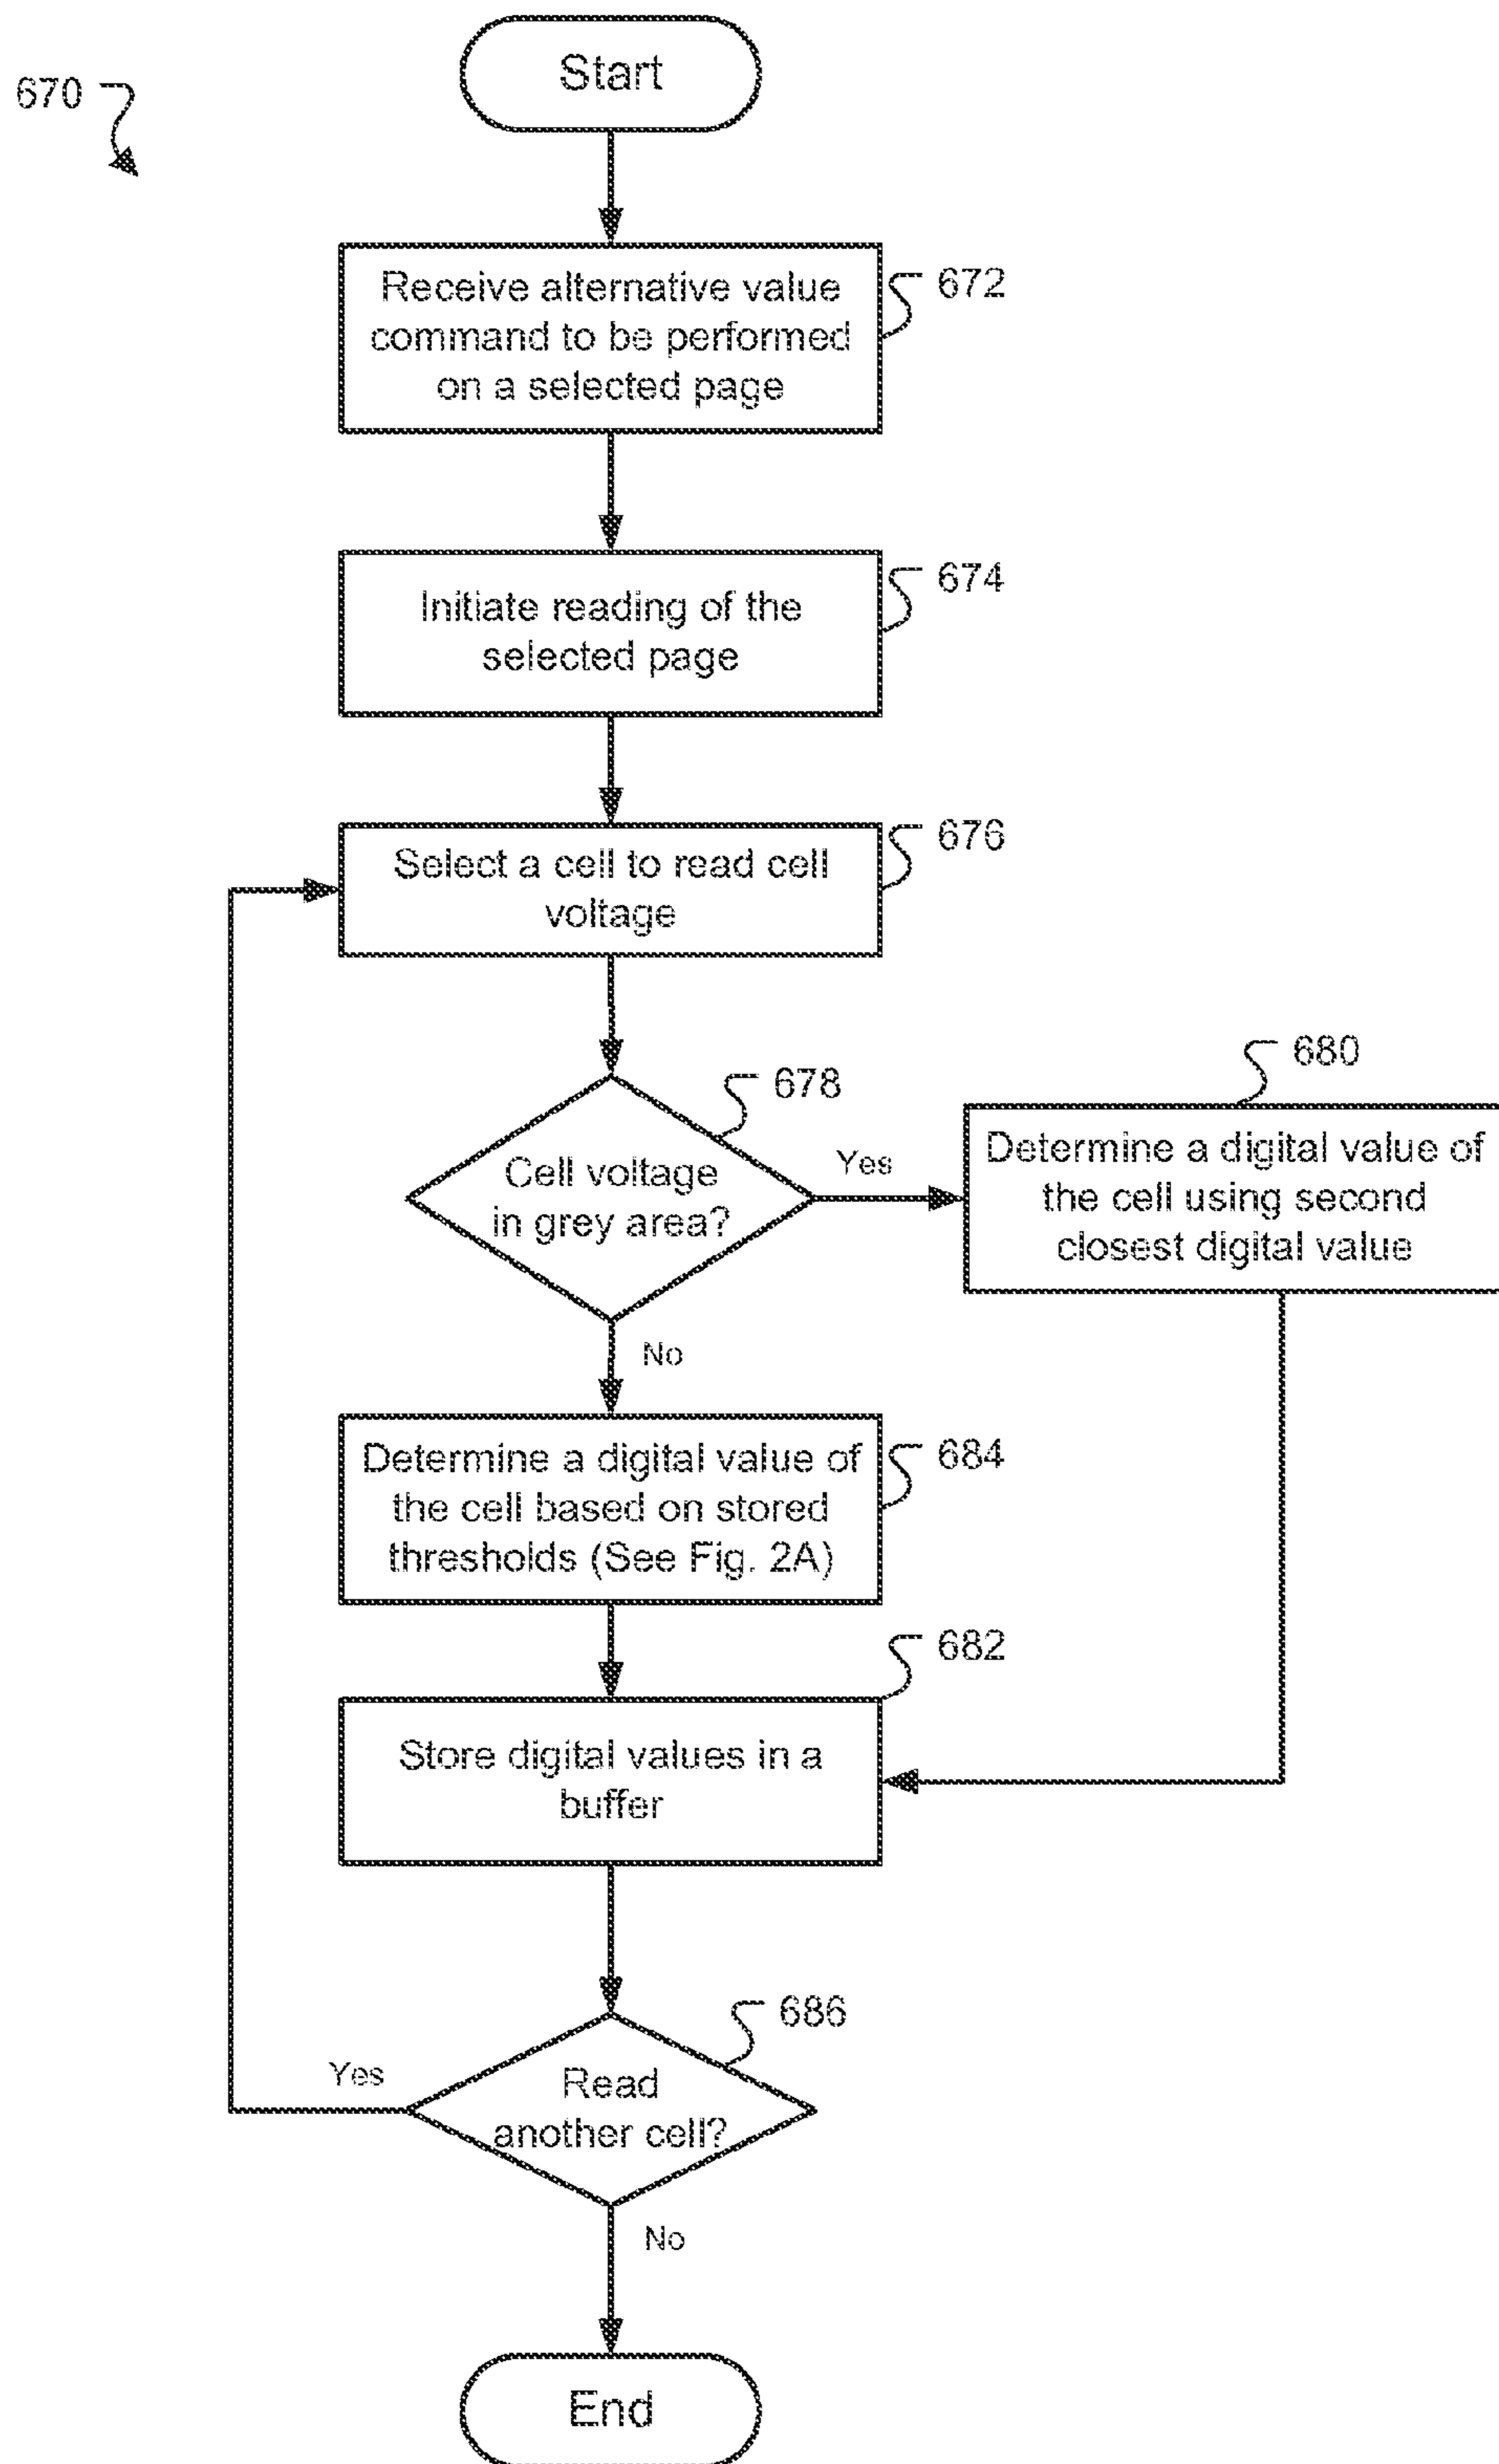 Start
670
Receive alternative value
command to be performed
on a selected page
672
Initiate reading of the
selected page
674
Select a cell to read cell
voltage
676
Cell voltage
in grey area?
678
Yes
Determine a digital value of
the cell using second
closest digital value
680
No
Determine a digital value of
the cell based on stored
thresholds (See Fig. 2A)
684
Store digital values in a
buffer
682
Read
another cell?
686
Yes
No
End